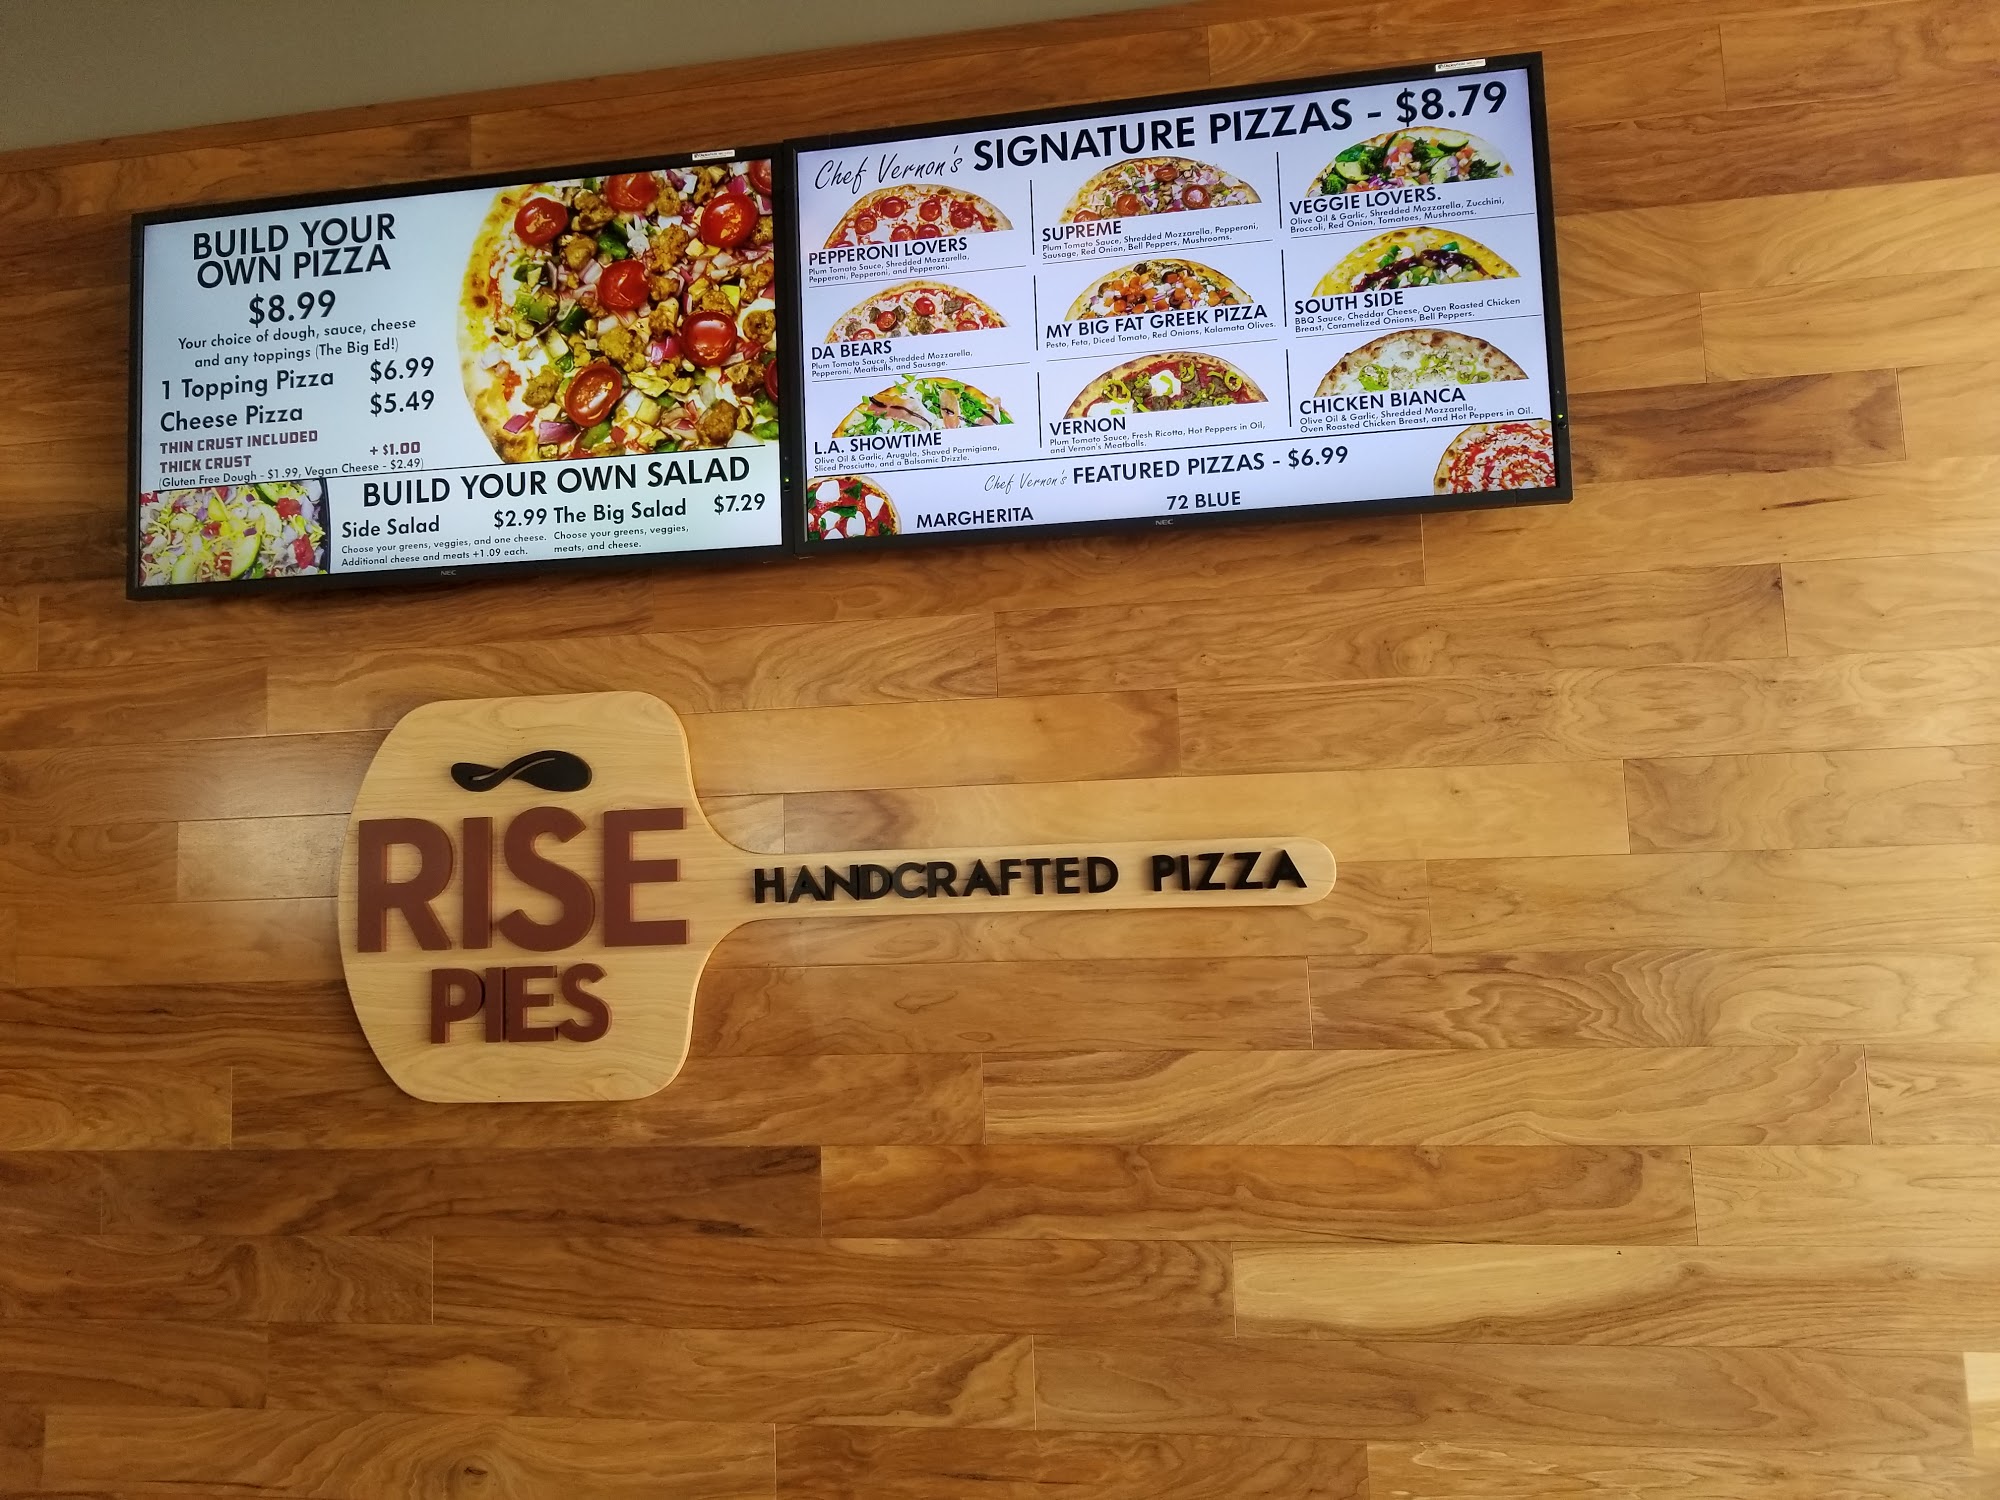 BUILD YOUR
OWN PIZZA
$8.99
Your choice of dough, sauce, cheese
and any toppings (The Big Ed!)
1 Topping Pizza $6.99
Cheese Pizza $5.49
THIN CRUST INCLUDED
THICK CRUST + $1.00
(Gluten Free Dough - $1.99, Vegan Cheese - $2.49)
BUILD YOUR OWN SALAD
Side Salad $2.99
Choose your greens, veggies, and one cheese.
Additional cheese and meats +1.09 each.
The Big Salad $7.29
Choose your greens, veggies,
meats, and cheese.
NEC
Chef Vernon's SIGNATURE PIZZAS - $8.79
PEPPERONI LOVERS
Plum Tomato Sauce, Shredded Mozzarella,
Pepperoni, Pepperoni, and Pepperoni.
SUPREME
Plum Tomato Sauce, Shredded Mozzarella, Pepperoni,
Sausage, Red Onion, Bell Peppers, Mushrooms.
VEGGIE LOVERS.
Olive Oil & Garlic, Shredded Mozzarella, Zucchini,
Broccoli, Red Onion, Tomatoes, Mushrooms.
DA BEARS
Plum Tomato Sauce, Shredded Mozzarella,
Pepperoni, Meatballs, and Sausage.
MY BIG FAT GREEK PIZZA
Pesto, Feta, Diced Tomato, Red Onions, Kalamata Olives.
SOUTH SIDE
BBQ Sauce, Cheddar Cheese, Oven Roasted Chicken
Breast, Caramelized Onions, Bell Peppers.
L.A. SHOWTIME
Olive Oil & Garlic, Arugula, Shaved Parmigiana,
Sliced Prosciutto, and a Balsamic Drizzle.
VERNON
Plum Tomato Sauce, Fresh Ricotta, Hot Peppers in Oil,
and Vernon's Meatballs.
CHICKEN BIANCA
Olive Oil & Garlic, Shredded Mozzarella,
Oven Roasted Chicken Breast, and Hot Peppers in Oil.
Chef Vernon's FEATURED PIZZAS - $6.99
MARGHERITA
72 BLUE
NEC
RISE
PIES
HANDCRAFTED PIZZA